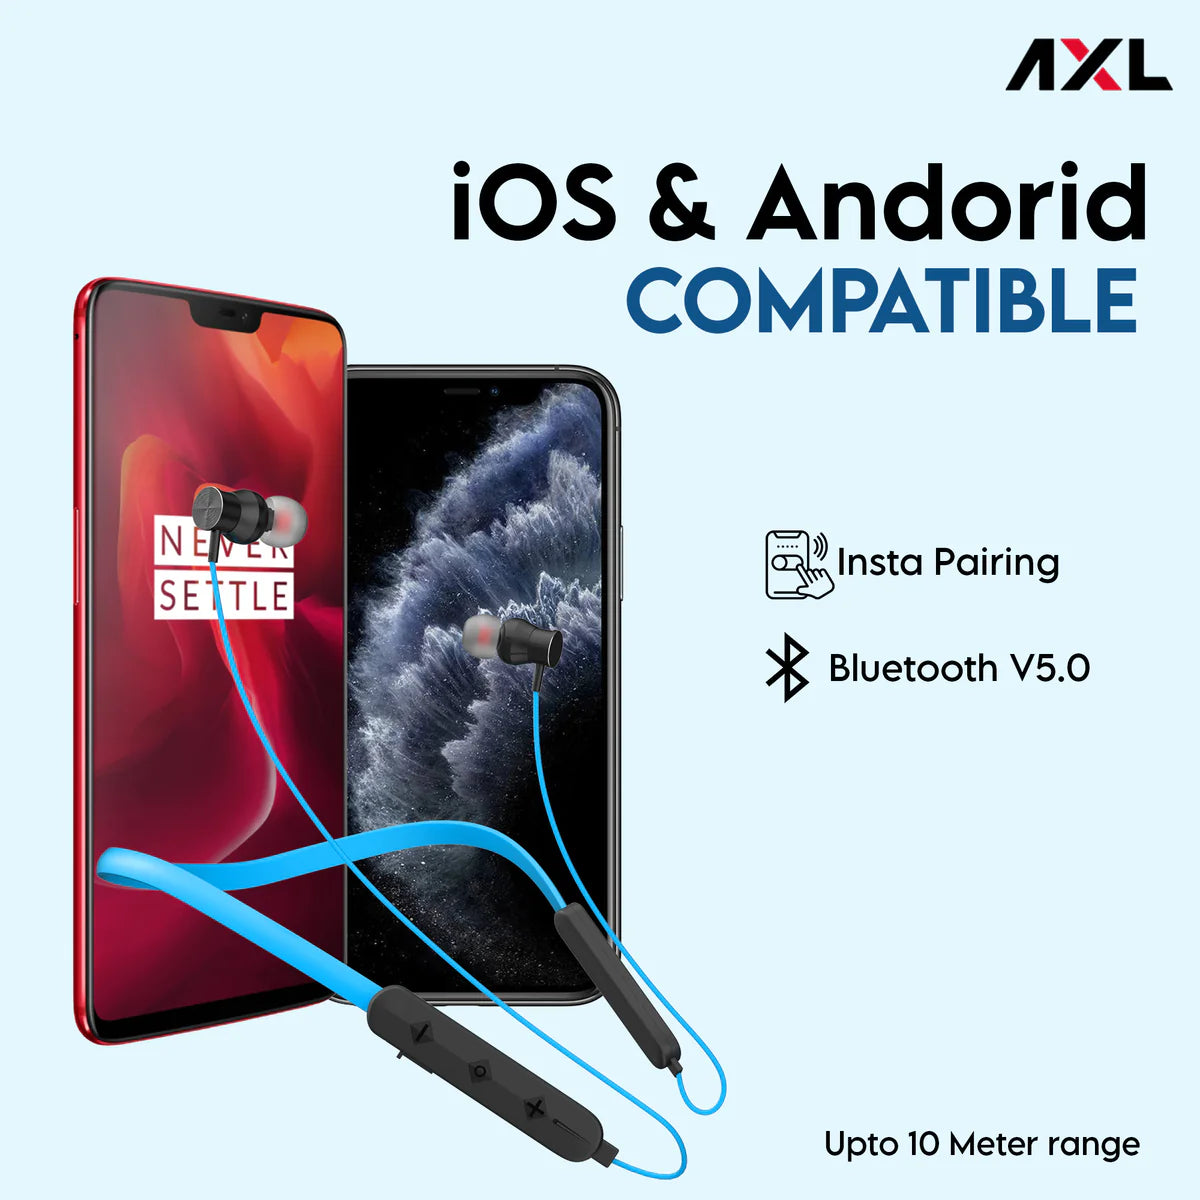 AXL
iOS & Andorid
COMPATIBLE
NEVER
SETTLE
Insta Pairing
Bluetooth V5.0
Upto 10 Meter range